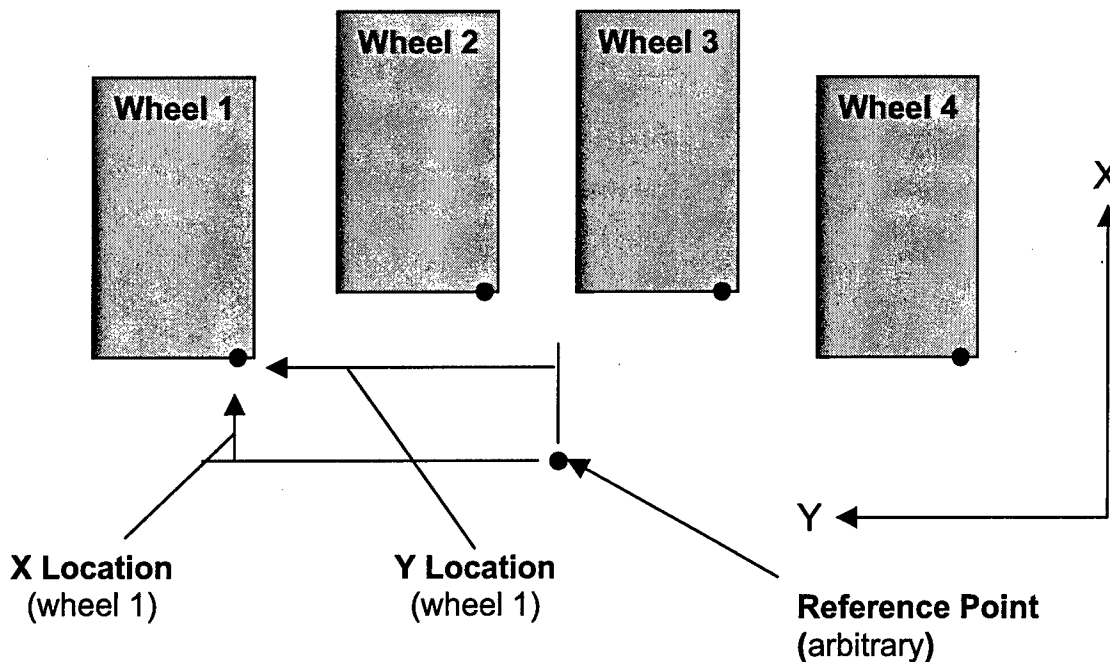 Wheel 2
Wheel 3
Wheel 1
Wheel 4
X
Y
X Location
(wheel 1)
Y Location
(wheel 1)
Reference Point
(arbitrary)